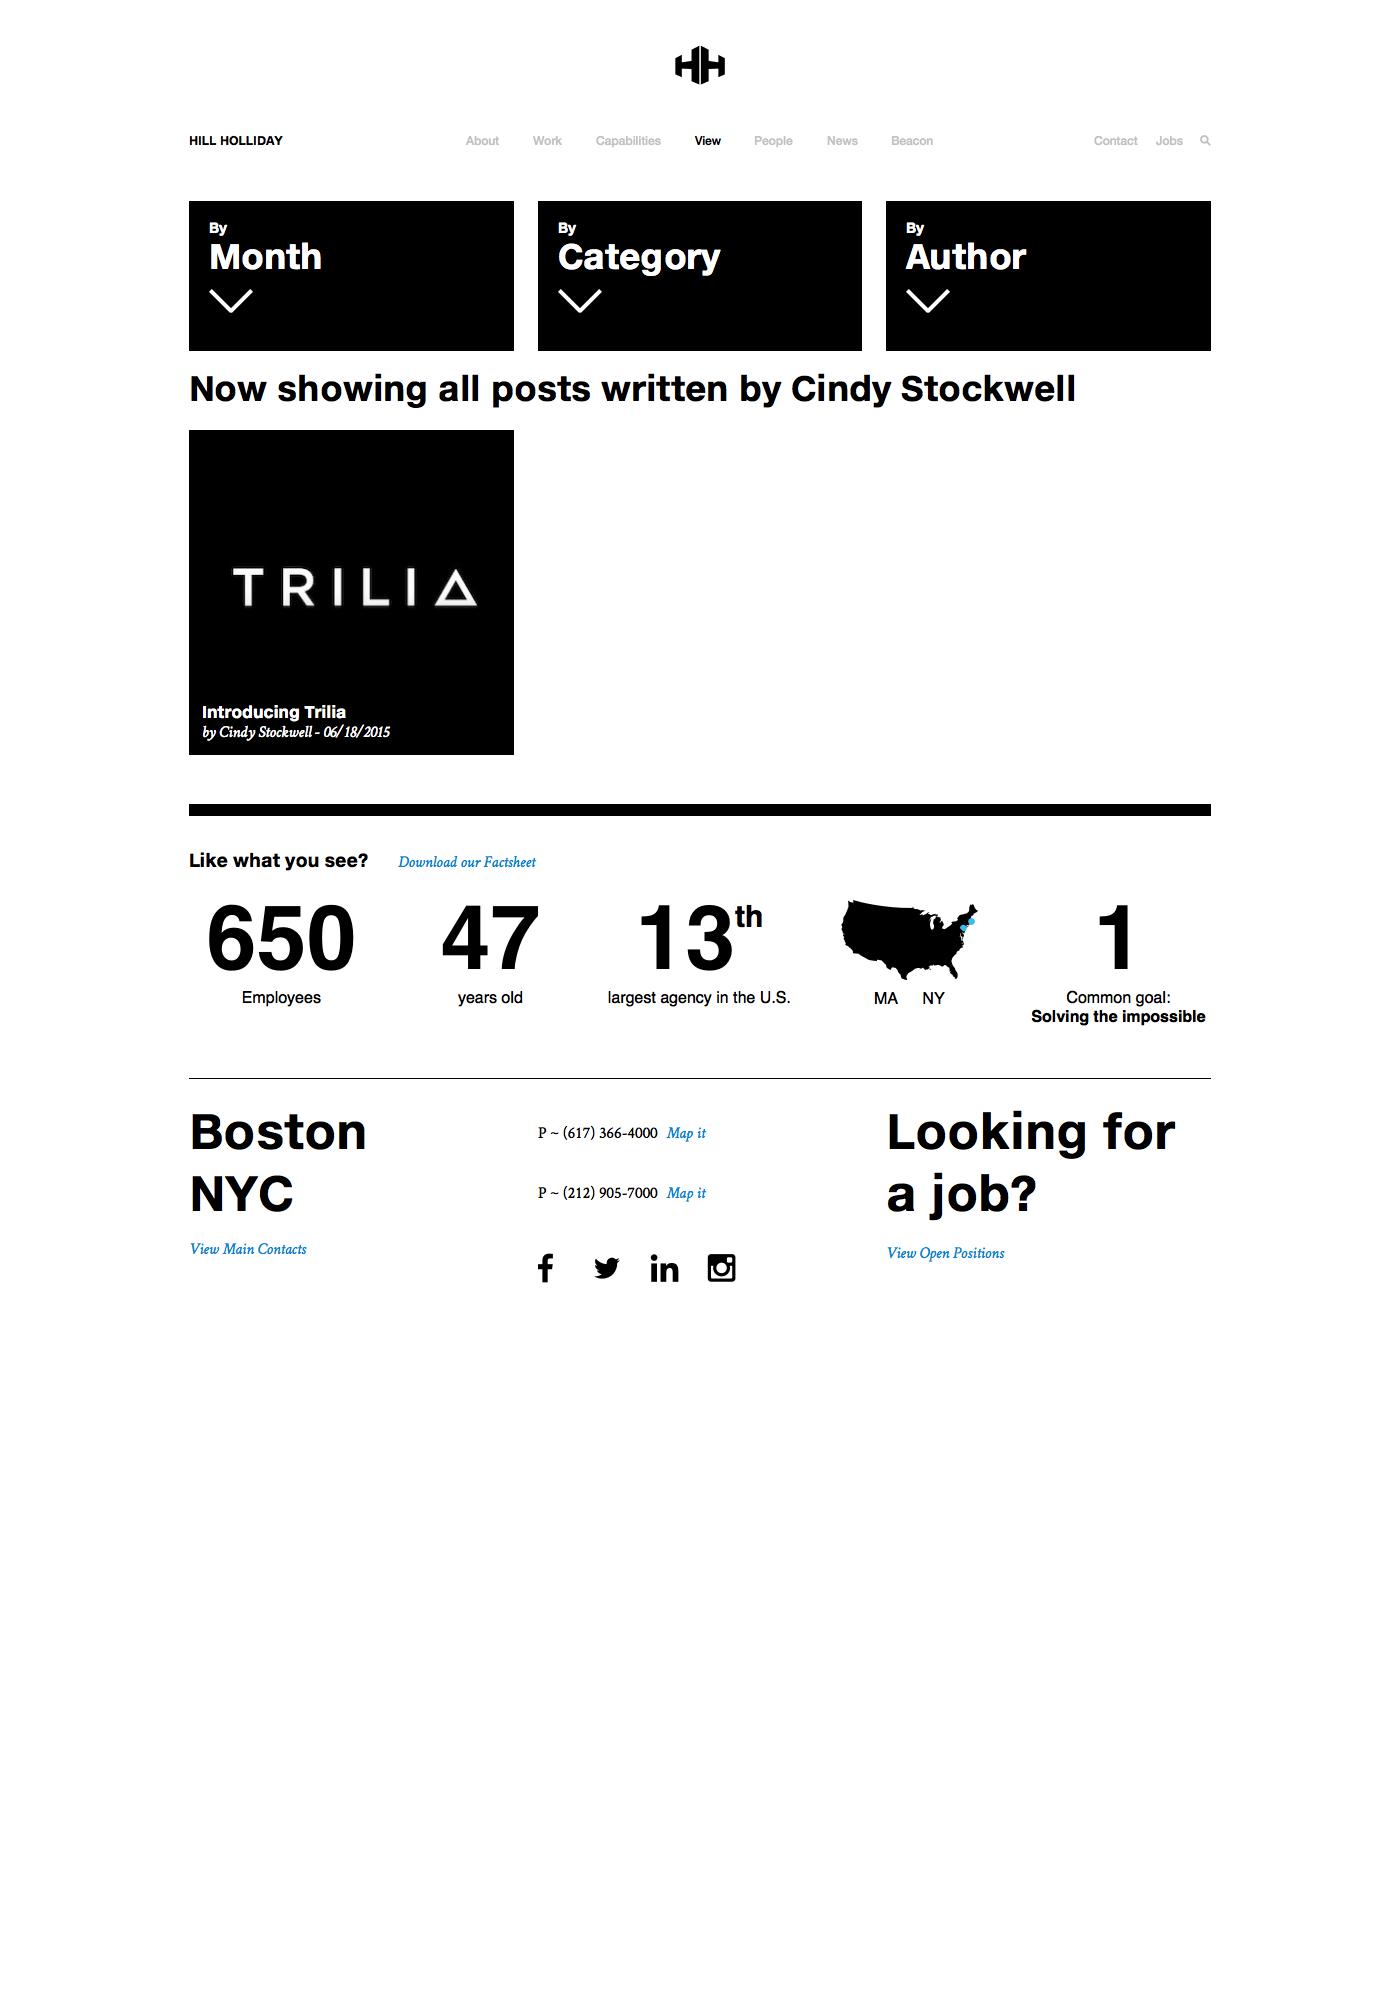 HILL HOLLIDAY About Work Capabilities View People News Beacon Contact Jobs
By
Month
By
Category
By
Author
Now showing all posts written by Cindy Stockwell
TRILIA
Introducing Trilia
by Cindy Stockwell - 06/18/2015
Like what you see? Download our Factsheet
650
Employees
47
years old
13th
largest agency in the U.S.
MA NY
1
Common goal:
Solving the impossible
Boston
NYC
View Main Contacts
P ~ (617) 366-4000 Map it
P ~ (212) 905-7000 Map it
Looking for
a job?
View Open Positions